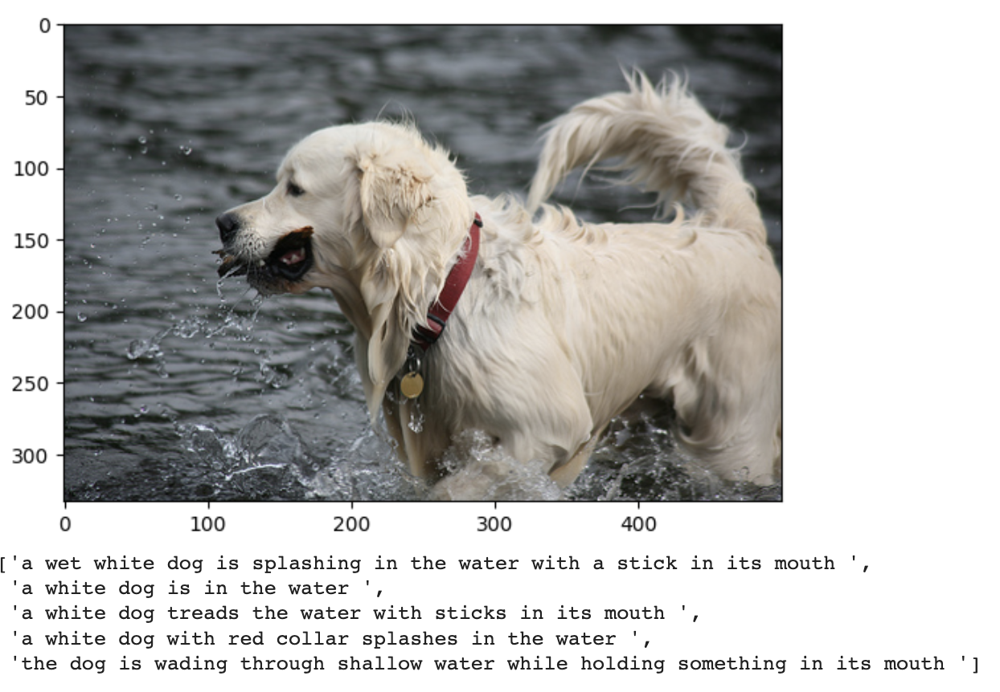 0
50
100
150
200
250
300
0 100 200 300 400
['a wet white dog is splashing in the water with a stick in its mouth ',
'a white dog is in the water ',
'a white dog treads the water with sticks in its mouth ',
'a white dog with red collar splashes in the water ',
'the dog is wading through shallow water while holding something in its mouth ']